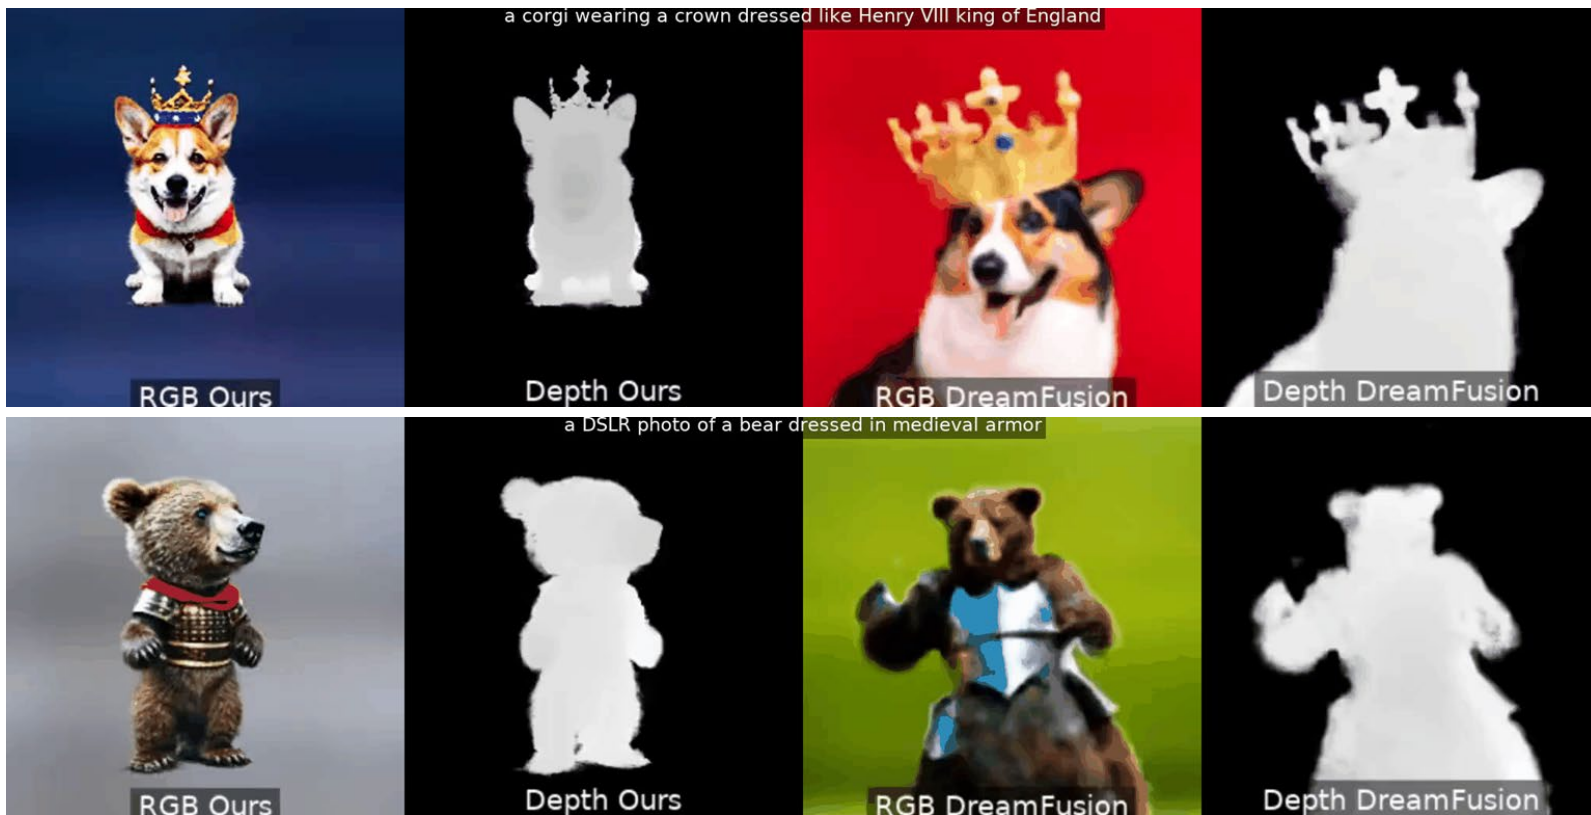 a corgi wearing a crown dressed like Henry VIII king of England
RGB Ours
Depth Ours
RGB DreamFusion
Depth DreamFusion
a DSLR photo of a bear dressed in medieval armor
RGB Ours
Depth Ours
RGB DreamFusion
Depth DreamFusion